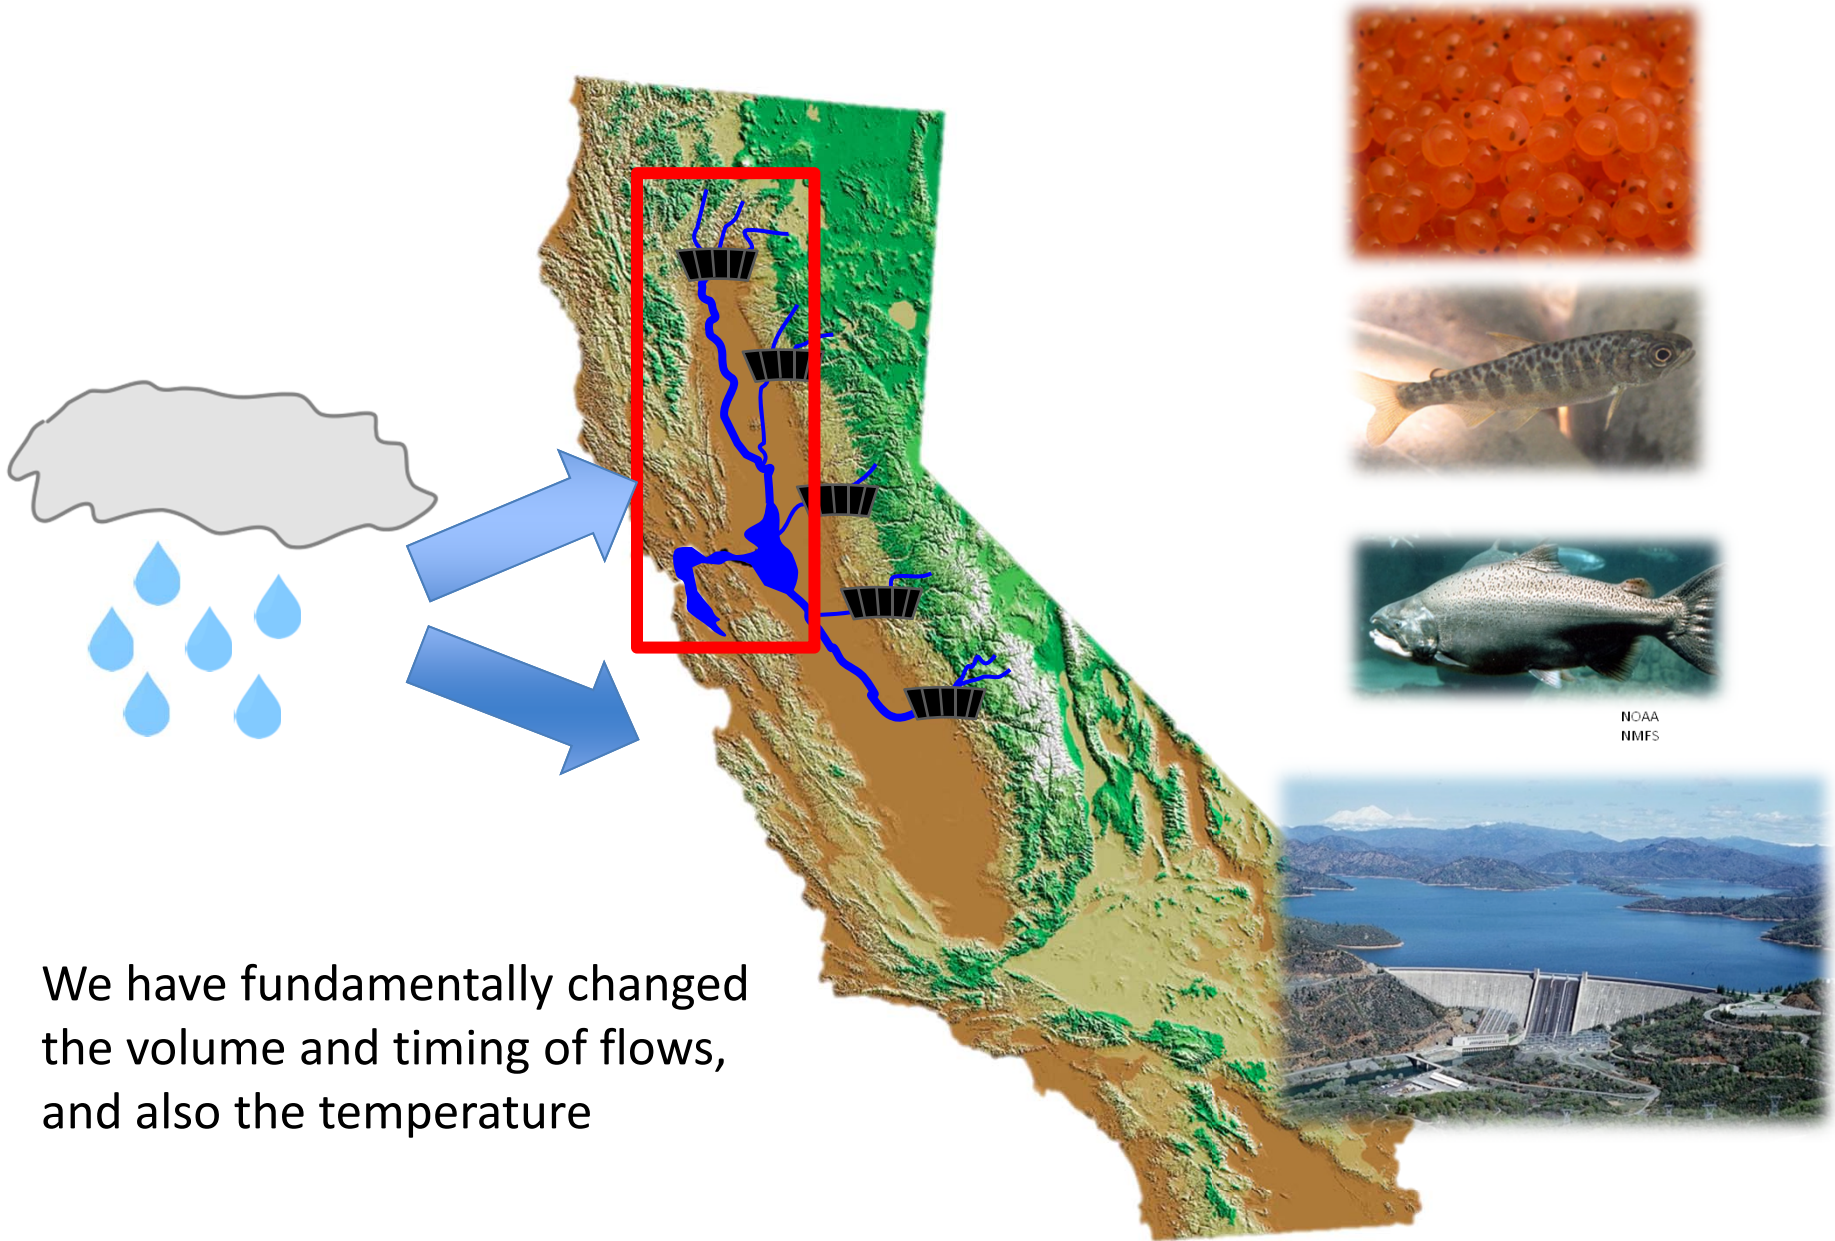 NOAA
NMFS
We have fundamentally changed
the volume and timing of flows,
and also the temperature